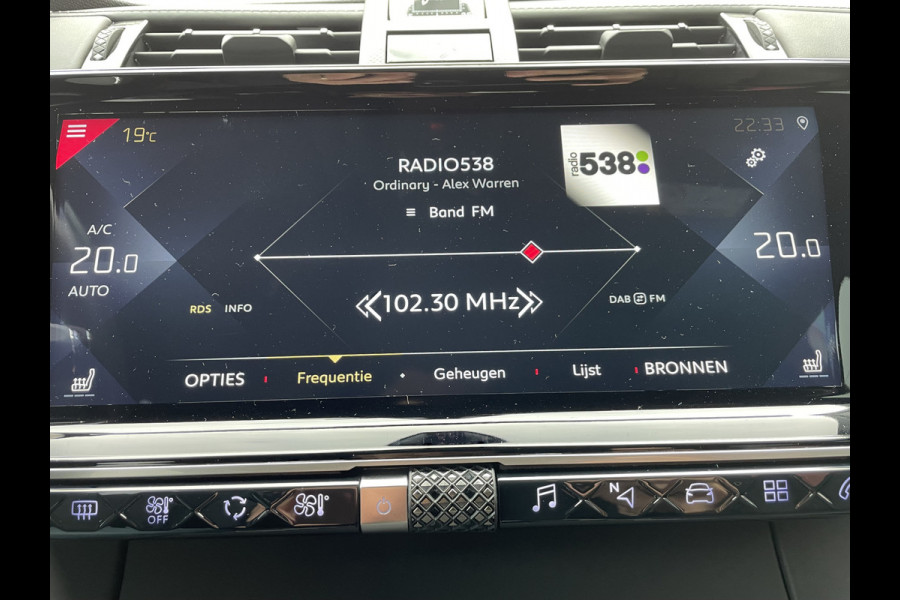 19°C
22:33
RADIO538
Ordinary - Alex Warren
radio 538
Band FM
A/C
20.0
AUTO
20.0
102.30 MHz
RDS INFO
DAB FM
OPTIES Frequentie Geheugen Lijst BRONNEN
OFF
N